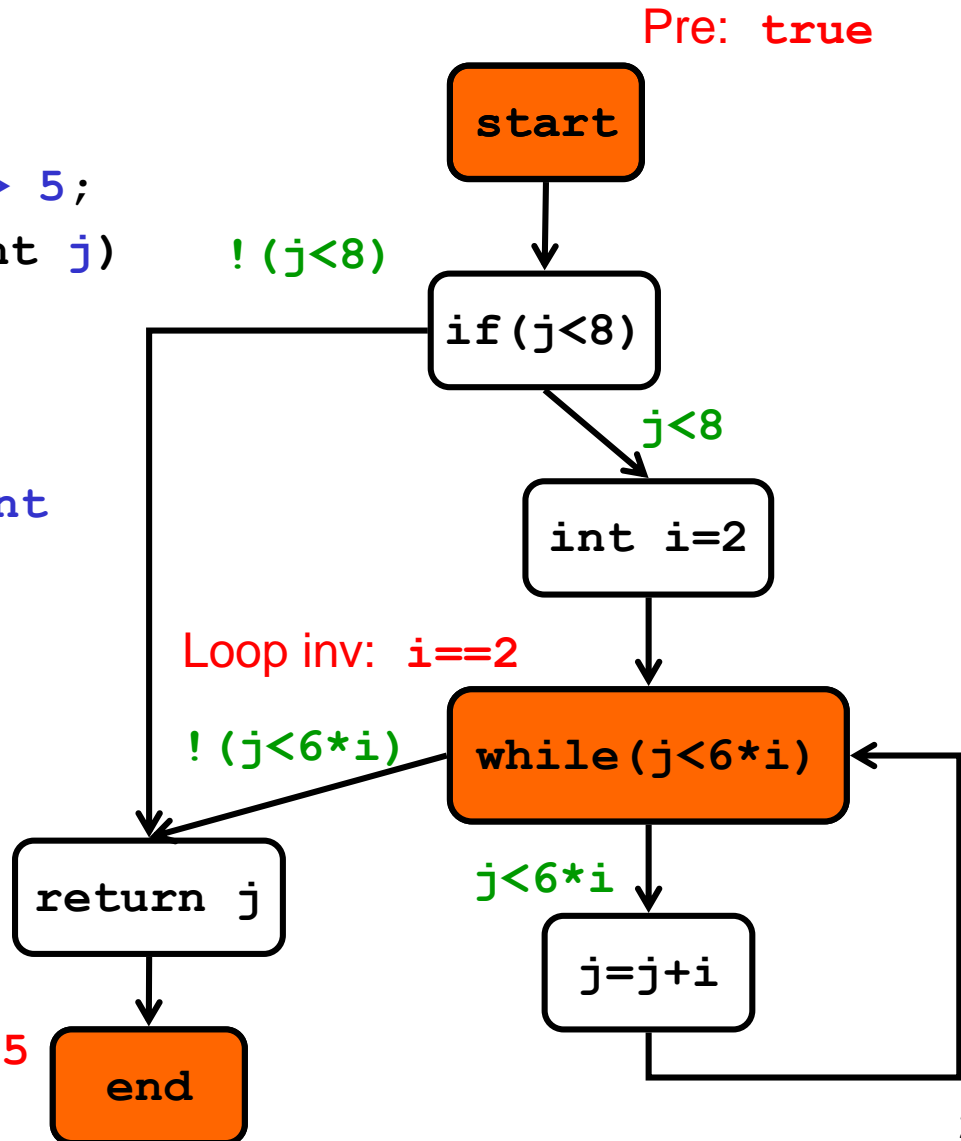 Pre: true
start
> 5;
nt j)
!(j<8)
if(j<8)
j<8
nt
int i=2
Loop inv: i==2
!(j<6*i)
while(j<6*i)
j<6*i
return j
j=j+i
5
end